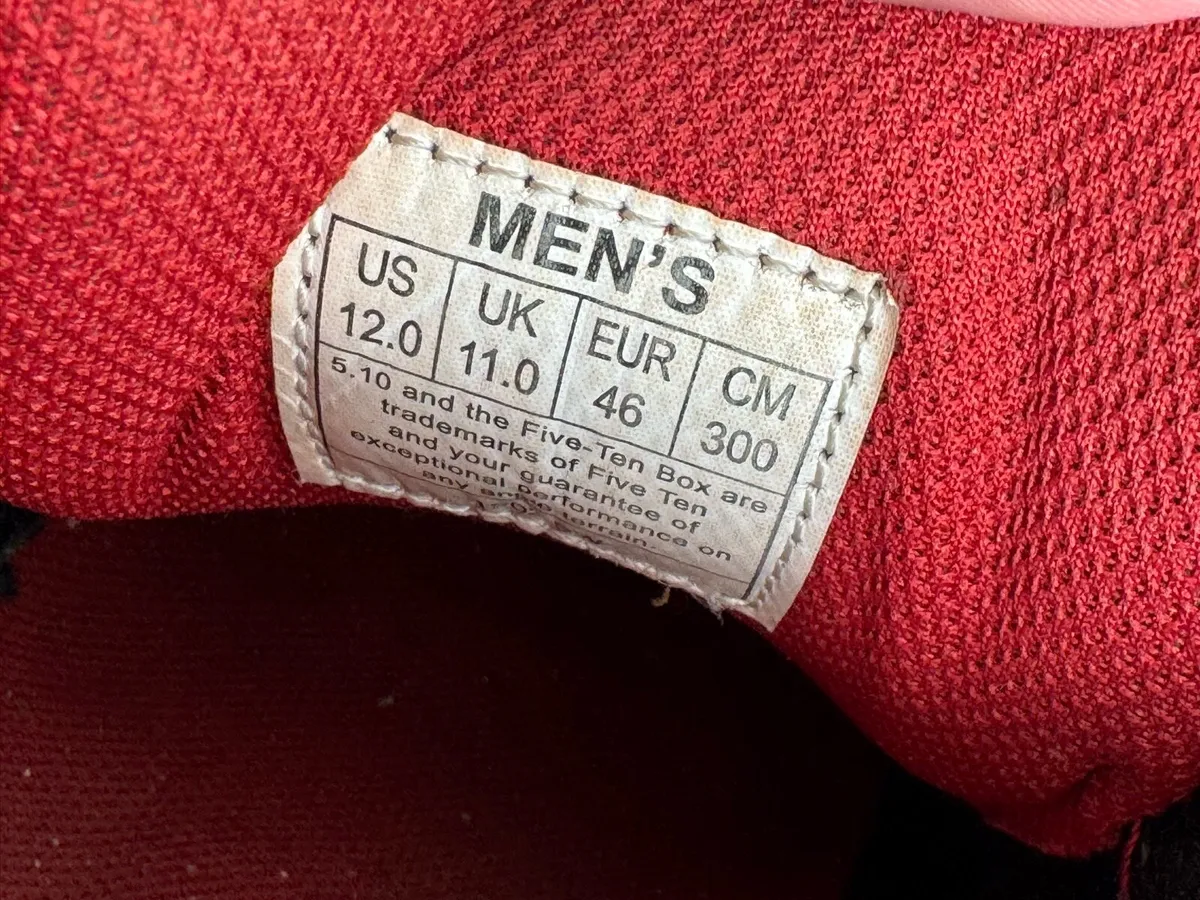 MEN'S
US UK EUR CM
12.0 11.0 46 300
5.10 and the Five-Ten Box are
trademarks of Five Ten
and your guarantee of
exceptional performance on
any terrain.